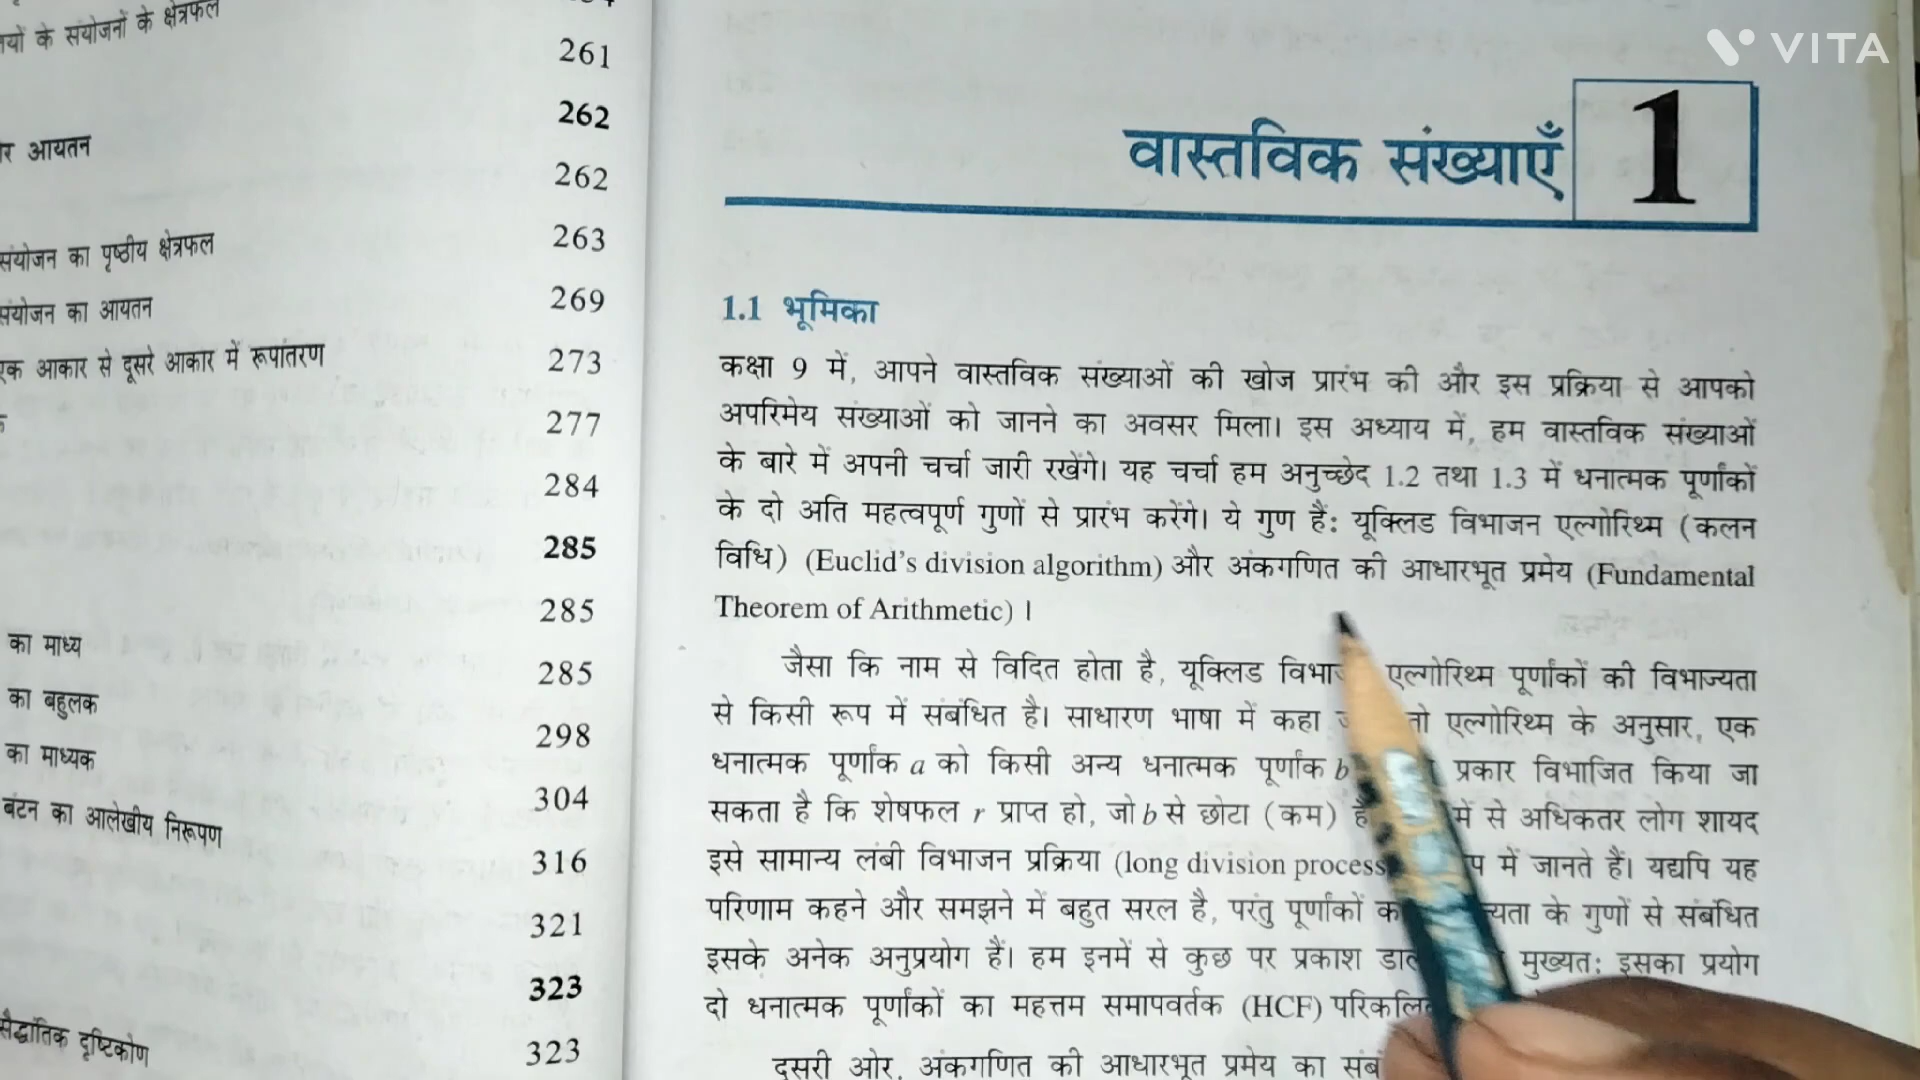 के संयोजनों के क्षेत्रफल
261
262
आयतन
262
संयोजन का पृष्ठीय क्षेत्रफल
263
संयोजन का आयतन
269
एक आकार से दूसरे आकार में रूपांतरण
273
277
284
285
285
का माध्य
285
का बहुलक
298
का माध्यक
304
बंटन का आलेखीय निरूपण
316
321
323
सैद्धांतिक दृष्टिकोण
323
VITA
वास्तविक संख्याएँ 1
1.1 भूमिका
कक्षा 9 में, आपने वास्तविक संख्याओं की खोज प्रारंभ की और इस प्रक्रिया से आपको
अपरिमेय संख्याओं को जानने का अवसर मिला। इस अध्याय में, हम वास्तविक संख्याओं
के बारे में अपनी चर्चा जारी रखेंगे। यह चर्चा हम अनुच्छेद 1.2 तथा 1.3 में धनात्मक पूर्णांकों
के दो अति महत्वपूर्ण गुणों से प्रारंभ करेंगे। ये गुण हैं: यूक्लिड विभाजन एल्गोरिथ्म (कलन
विधि) (Euclid's division algorithm) और अंकगणित की आधारभूत प्रमेय (Fundamental
Theorem of Arithmetic) ।
जैसा कि नाम से विदित होता है, यूक्लिड एल्गोरिथ्म पूर्णांकों की विभाज्यता
से किसी रूप में संबंधित है। साधारण भाषा में कहा तो एल्गोरिथ्म के अनुसार, एक
धनात्मक पूर्णांक a को किसी अन्य धनात्मक पूर्णांक b प्रकार विभाजित किया जा
सकता है कि शेषफल r प्राप्त हो, जो b से छोटा (कम) में से अधिकतर लोग शायद
इसे सामान्य लंबी विभाजन प्रक्रिया (long division process में जानते हैं। यद्यपि यह
परिणाम कहने और समझने में बहुत सरल है, परंतु पूर्णांकों के गुणों से संबंधित
इसके अनेक अनुप्रयोग हैं। हम इनमें से कुछ पर प्रकाश मुख्यत: इसका प्रयोग
दो धनात्मक पूर्णांकों का महत्तम समापवर्तक (HCF)
दूसरी ओर, अंकगणित की आधारभूत प्रमेय का